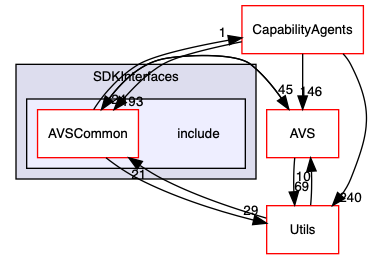 CapabilityAgents
1
SDKInterfaces
45
146
AVSCommon
include
AVS
21
10
69
29
240
Utils